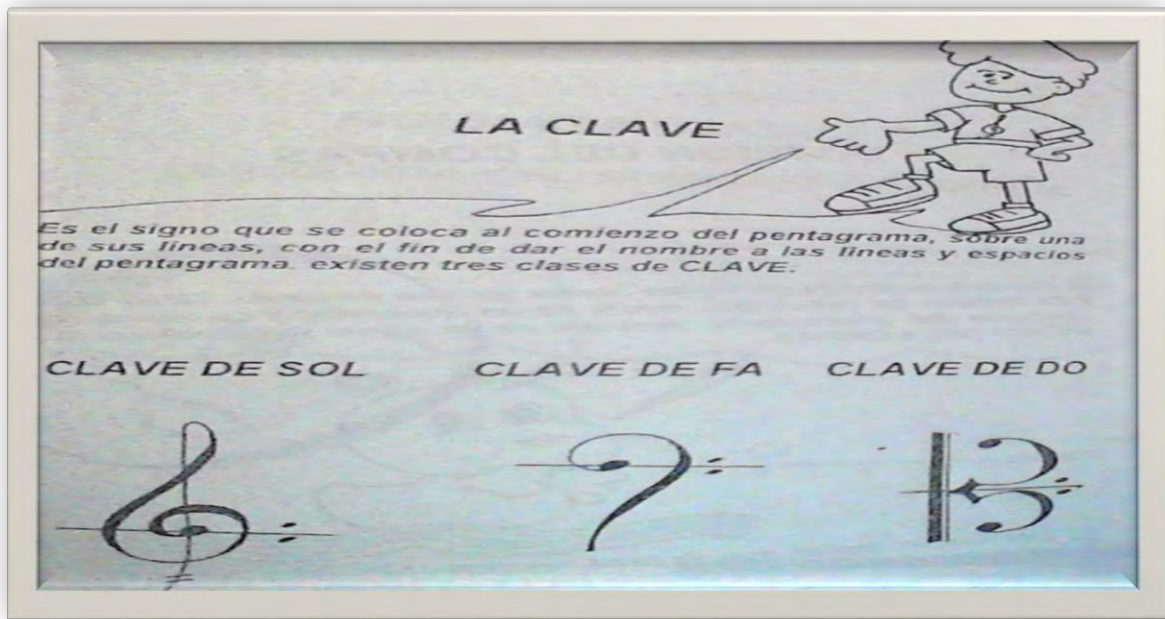 LA CLAVE
Es el signo que se coloca al comienzo del pentagrama, sobre una
de sus lineas, con el fin de dar el nombre a las lineas y espacios
del pentagrama. existen tres clases de CLAVE.
CLAVE DE SOL CLAVE DE FA CLAVE DE DO